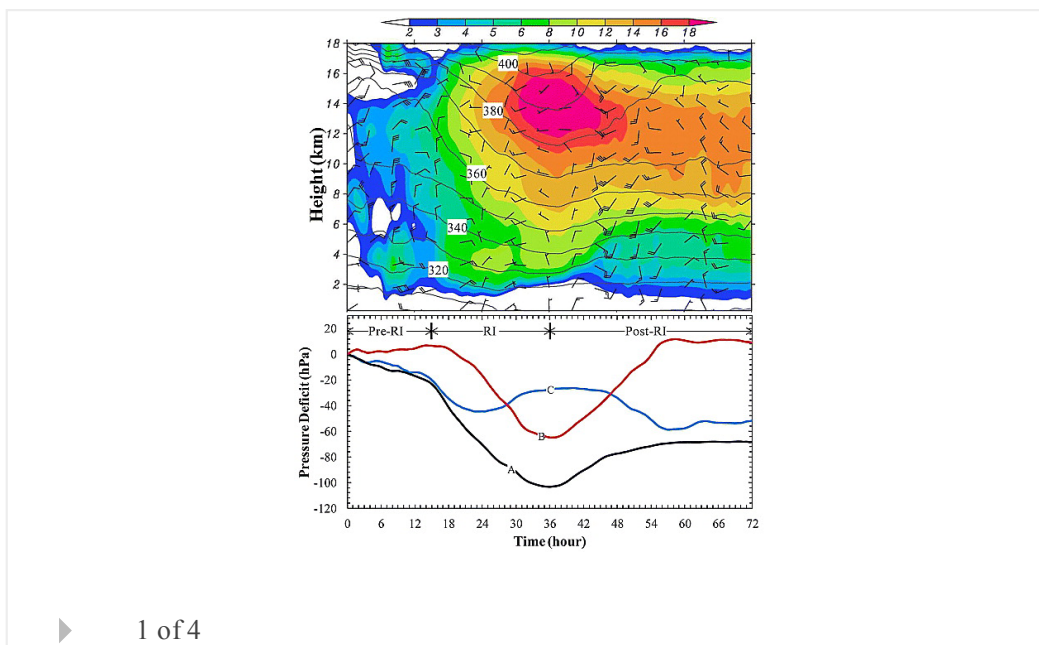 2 3 4 5 6 8 10 12 14 16 18
18
16
14
12
10
8
6
4
2
Height (km)
400
380
360
340
320
Pre-RI RI Post-RI
20
0
-20
-40
-60
-80
-100
-120
Pressure Deficit (hPa)
C
B
A
0 6 12 18 24 30 36 42 48 54 60 66 72
Time (hour)
1 of 4